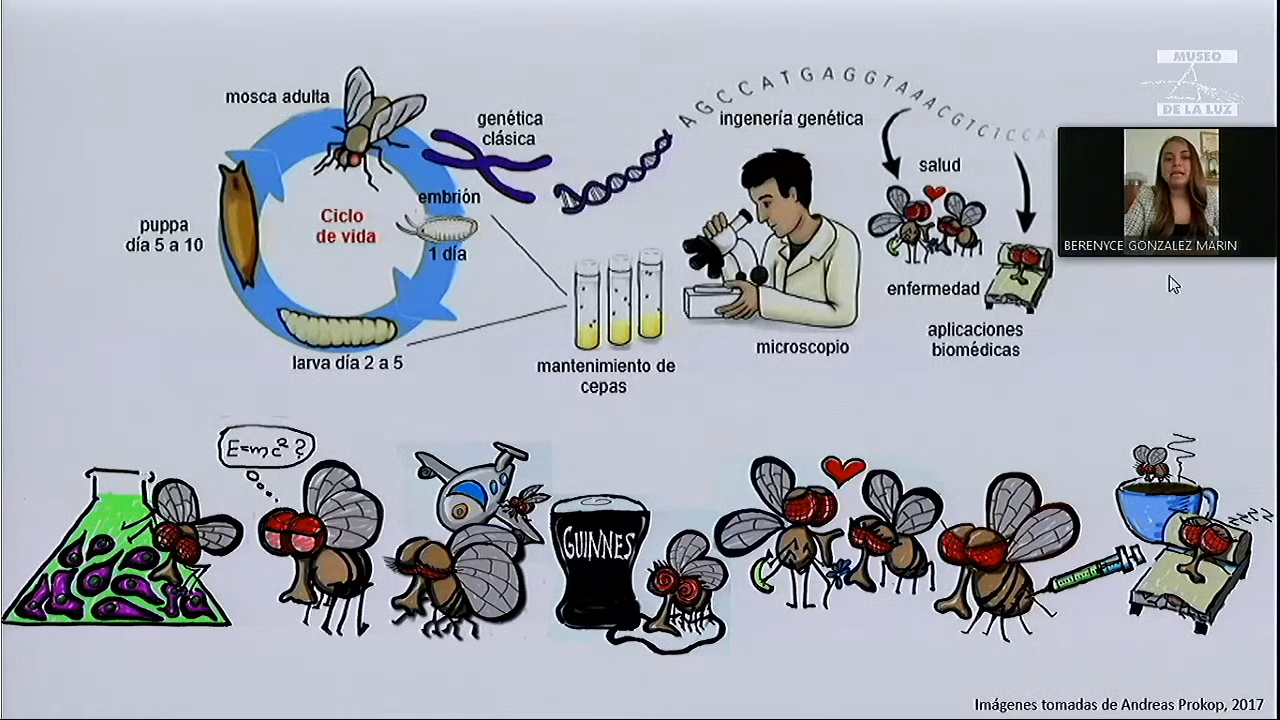 MUSEO
DE LA LUZ
mosca adulta
genética
clásica
AGCCATGAGGTAAACGTCTCCA
ingenería genética
salud
embrión
Ciclo
de vida
puppa
día 5 a 10
1 día
BERENYCE GONZALEZ MARIN
enfermedad
aplicaciones
biomédicas
microscopio
larva día 2 a 5
mantenimiento de
cepas
E=mc²?
GUINNES
zzzz
Imágenes tomadas de Andreas Prokop, 2017